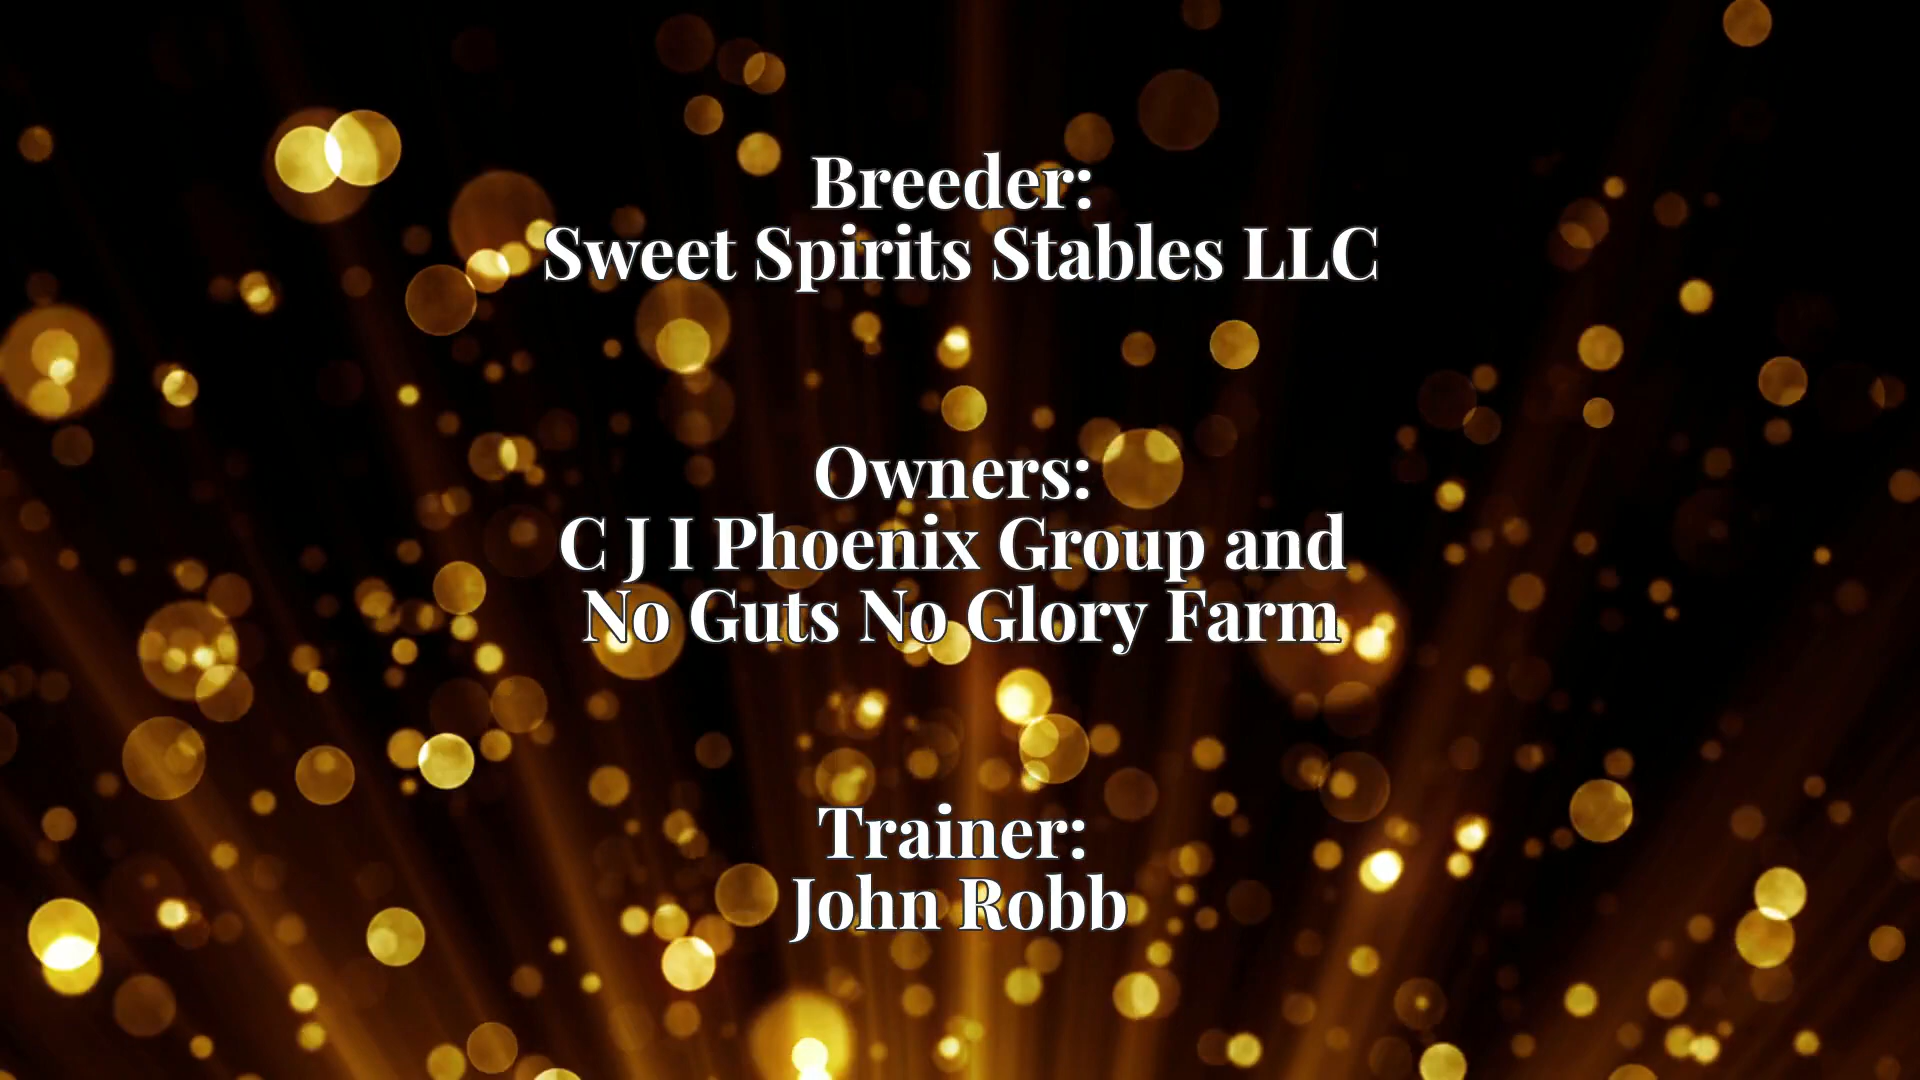 Breeder:
Sweet Spirits Stables LLC
Owners:
C J I Phoenix Group and
No Guts No Glory Farm
Trainer:
John Robb